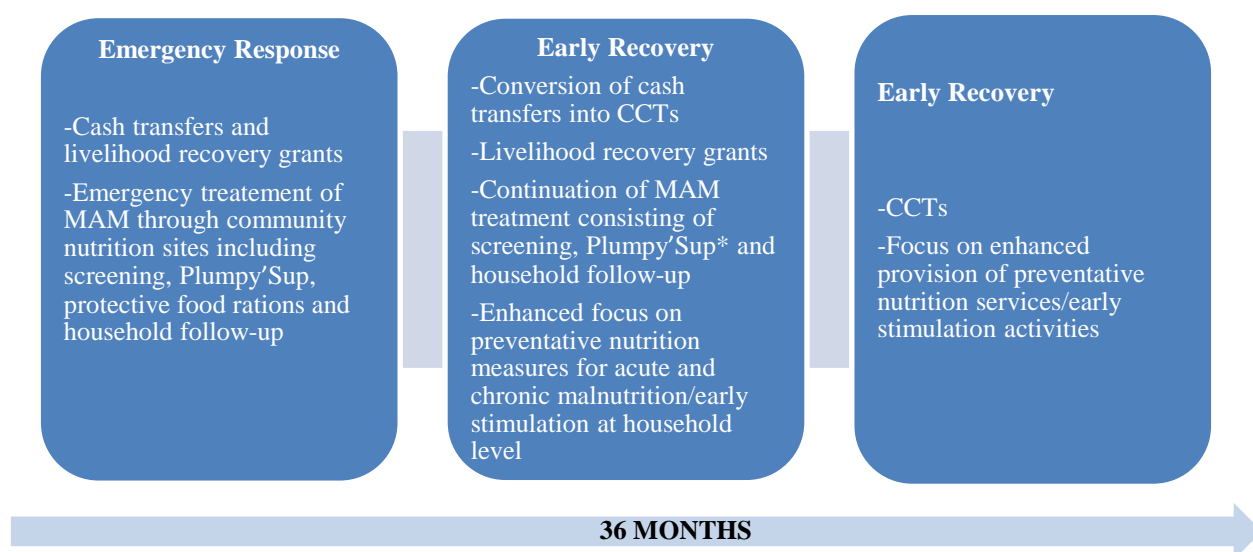 Emergency Response
-Cash transfers and
livelihood recovery grants
-Emergency treatement of
MAM through community
nutrition sites including
screening, Plumpy’Sup,
protective food rations and
household follow-up
Early Recovery
-Conversion of cash
transfers into CCTs
-Livelihood recovery grants
-Continuation of MAM
treatment consisting of
screening, Plumpy’Sup* and
household follow-up
-Enhanced focus on
preventative nutrition
measures for acute and
chronic malnutrition/early
stimulation at household
level
Early Recovery
-CCTs
-Focus on enhanced
provision of preventative
nutrition services/early
stimulation activities
36 MONTHS